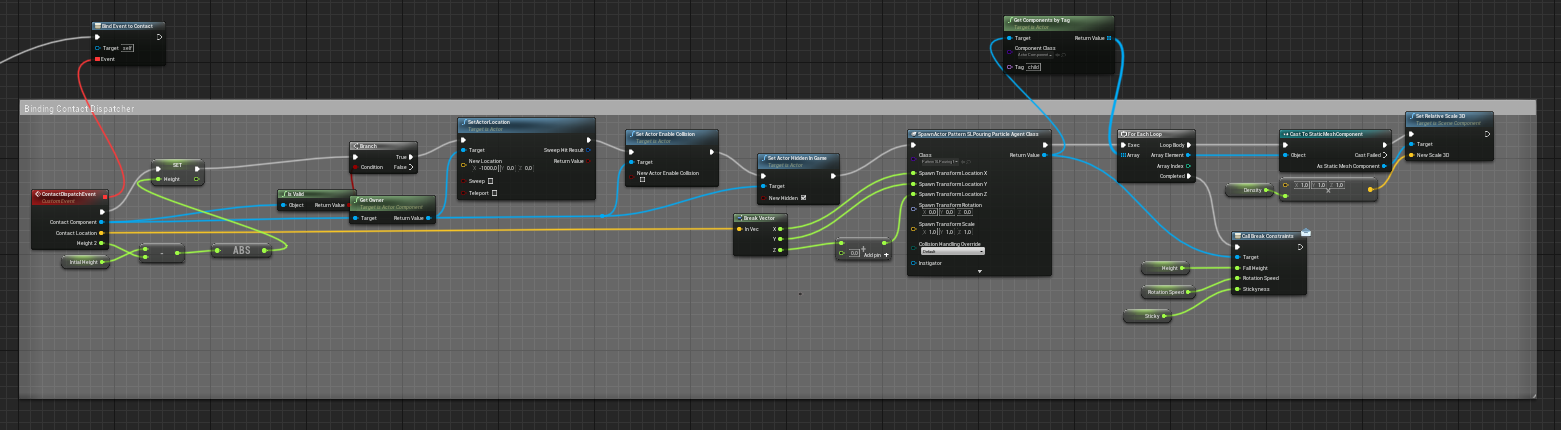 Bind Event to Contact
Target self
Event
Get Components by Tag
Target is Actor
Target Return Value
Component Class
Tag child
Binding Contact Dispatcher
ContactDispatchEvent
Custom Event
Contact Component
Contact Location
Height 2
Intial Height
-
ABS
SET
Height
Is Valid
Object Return Value
Branch
True
Condition False
Get Owner
Target is Actor Component
Target Return Value
SetActorLocation
Target is Actor
Target Sweep Hit Result
New Location Return Value
X -1000.0 Y 0.0 Z 0.0
Sweep
Teleport
Set Actor Enable Collision
Target is Actor
Target
New Actor Enable Collision
Set Actor Hidden In Game
Target is Actor
Target
New Hidden
Break Vector
In Vec X
Y
Z
+
0.0 Add pin +
SpawnActor Pattern SLPouring Particle Agent Class
Class Return Value
Spawn Transform Location X
Spawn Transform Location Y
Spawn Transform Location Z
Spawn Transform Rotation
X 0.0 Y 0.0 Z 0.0
Spawn Transform Scale
X 1.0 Y 1.0 Z 1.0
Collision Handling Override
Default
Instigator
For Each Loop
Exec Loop Body
Array Array Element
Array Index
Completed
Cast To StaticMeshComponent
Object Cast Failed
As Static Mesh Component
Density
X 1.0 Y 1.0 Z 1.0
Set Relative Scale 3D
Target is Scene Component
Target
New Scale 3D
Call Break Constraints
Target
Fall Height
Rotation Speed
Stickyness
Height
Rotation Speed
Sticky